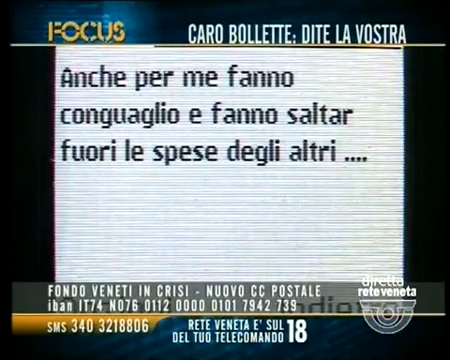 FOCUS
CARO BOLLETTE: DITE LA VOSTRA
Anche per me fanno
conguaglio e fanno saltar
fuori le spese degli altri ....
FONDO VENETI IN CRISI - NUOVO CC POSTALE
iban IT74 N076 0112 0000 0101 7942 739
diretta
reteveneta
SMS 340 3218806
RETE VENETA E' SUL
DEL TUO TELECOMANDO 18